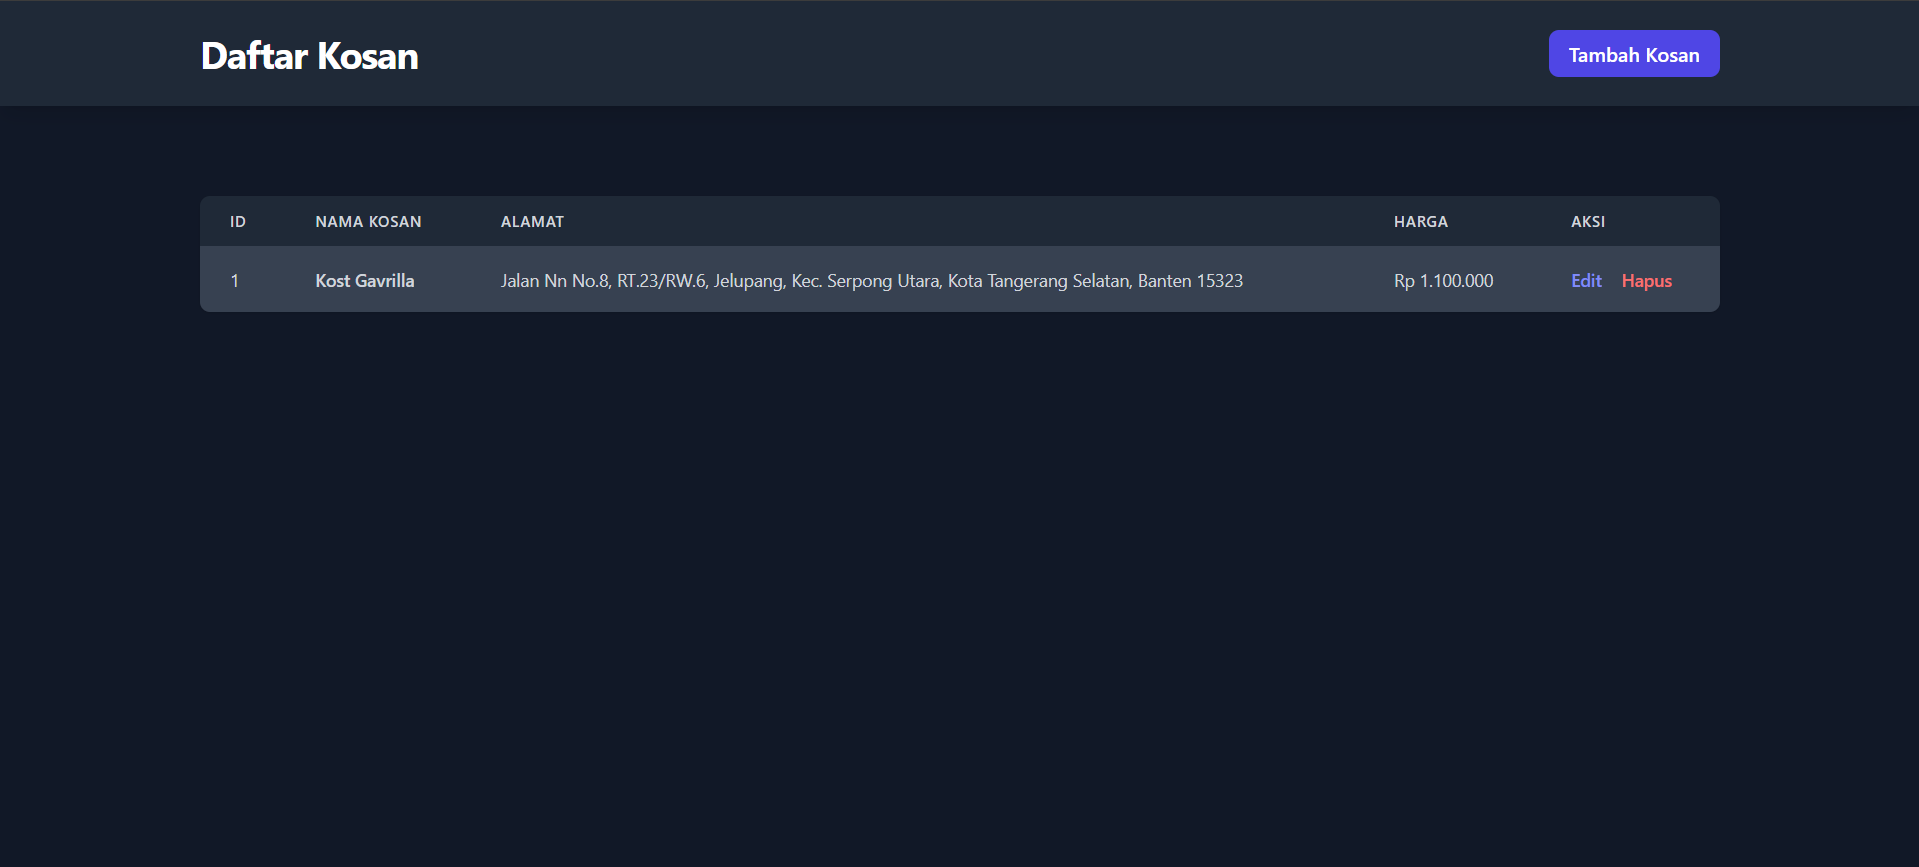 Daftar Kosan
Tambah Kosan
ID NAMA KOSAN ALAMAT HARGA AKSI
1 Kost Gavrilla Jalan Nn No.8, RT.23/RW.6, Jelupang, Kec. Serpong Utara, Kota Tangerang Selatan, Banten 15323 Rp 1.100.000 Edit Hapus